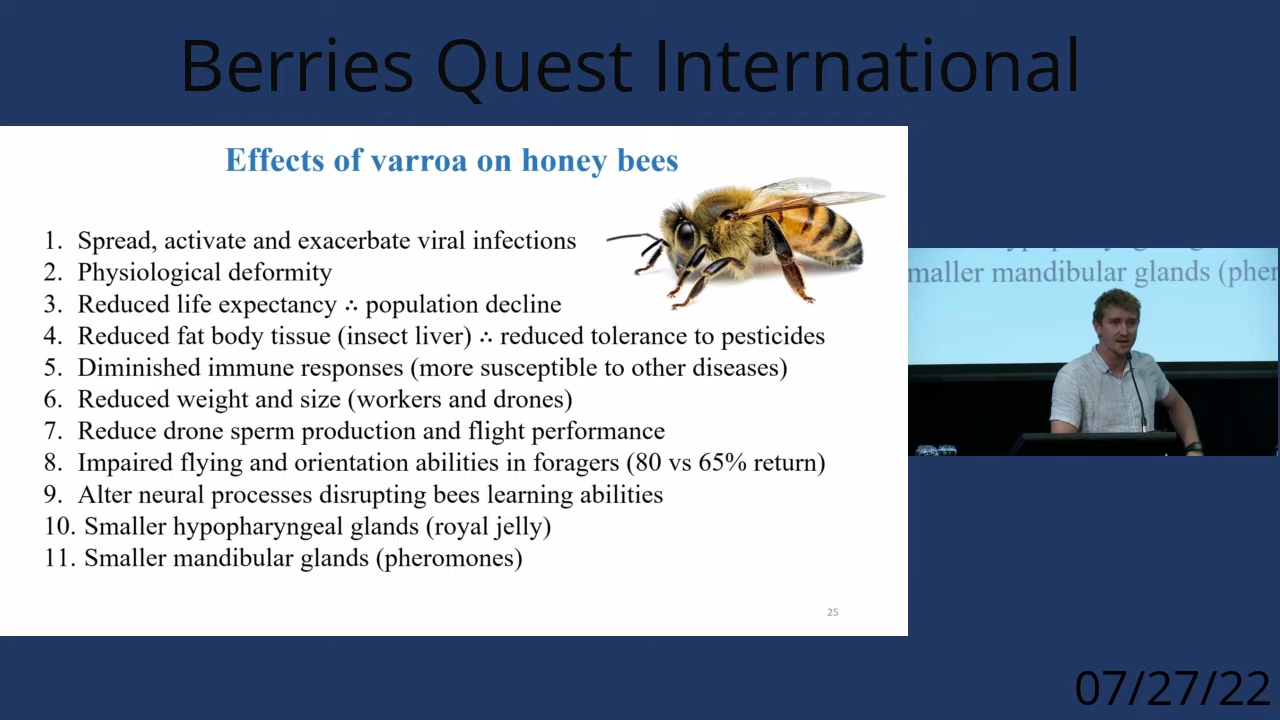 Berries Quest International
Effects of varroa on honey bees
1. Spread, activate and exacerbate viral infections
2. Physiological deformity
3. Reduced life expectancy ∴ population decline
4. Reduced fat body tissue (insect liver) ∴ reduced tolerance to pesticides
5. Diminished immune responses (more susceptible to other diseases)
6. Reduced weight and size (workers and drones)
7. Reduce drone sperm production and flight performance
8. Impaired flying and orientation abilities in foragers (80 vs 65% return)
9. Alter neural processes disrupting bees learning abilities
10. Smaller hypopharyngeal glands (royal jelly)
11. Smaller mandibular glands (pheromones)
25
maller mandibular glands (pher
07/27/22